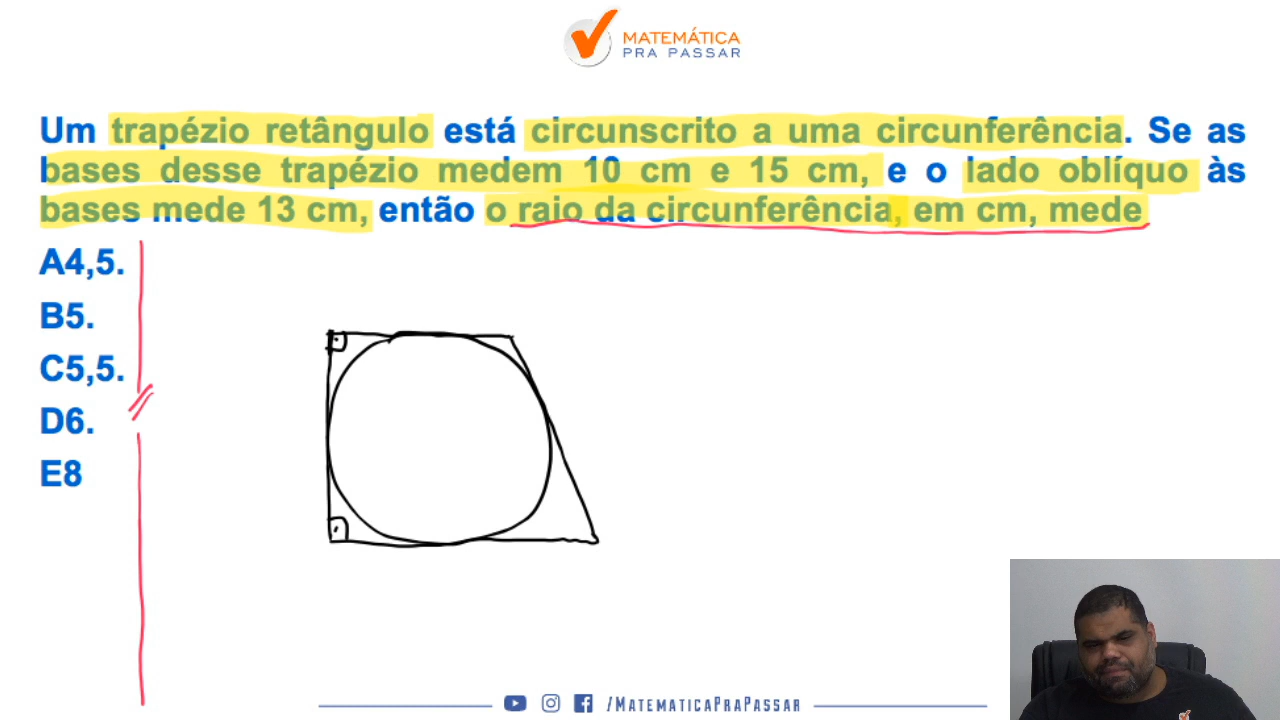 MATEMÁTICA
PRA PASSAR
Um trapézio retângulo está circunscrito a uma circunferência. Se as
bases desse trapézio medem 10 cm e 15 cm, e o lado oblíquo às
bases mede 13 cm, então o raio da circunferência, em cm, mede
A4,5.
B5.
C5,5.
D6.
E8
/MATEMATICAPRAPASSAR